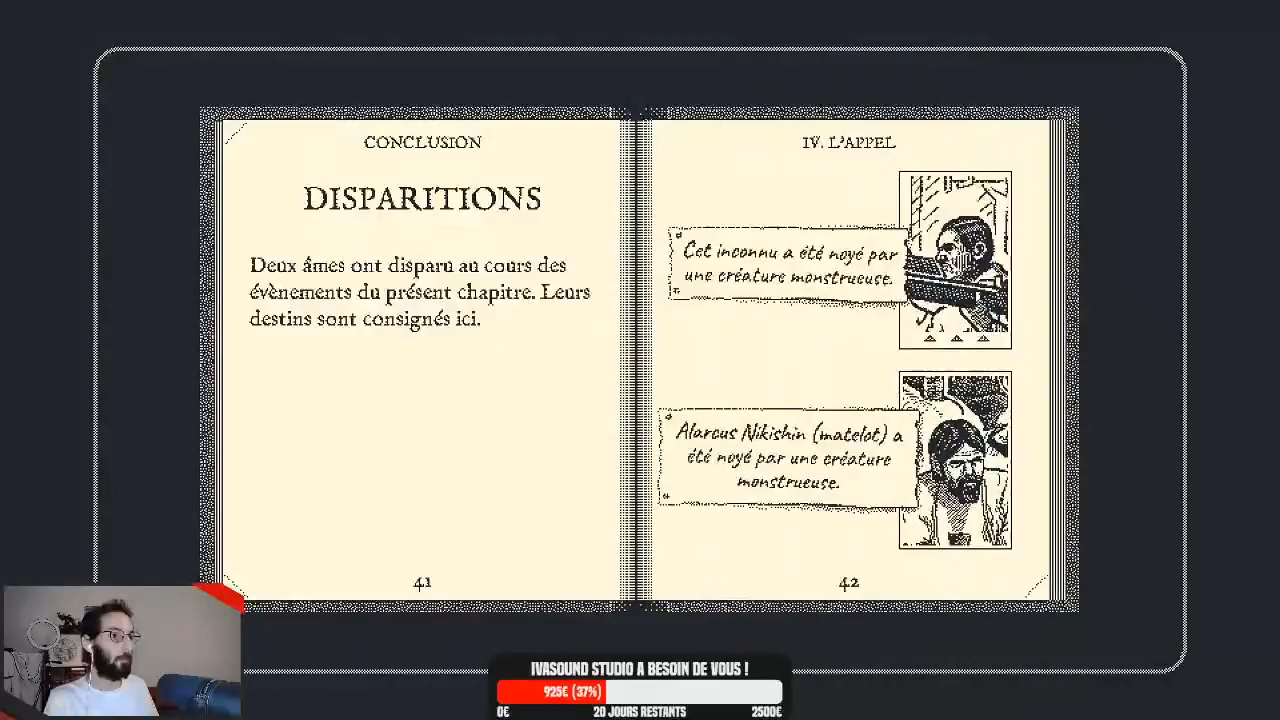 CONCLUSION
DISPARITIONS
Deux âmes ont disparu au cours des
évènements du présent chapitre. Leurs
destins sont consignés ici.
41
IV. L'APPEL
Cet inconnu a été noyé par
une créature monstrueuse.
Alarcus Nikishin (matelot) a
été noyé par une créature
monstrueuse.
42
IVASOUND STUDIO A BESOIN DE VOUS !
925€ (37%)
0€ 20 JOURS RESTANTS 2500€